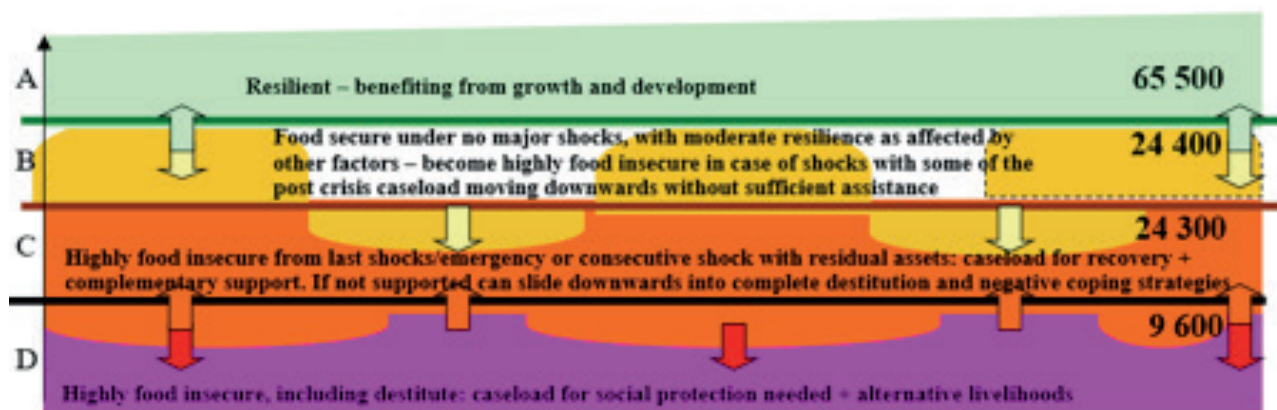 A
Resilient – benefiting from growth and development
65 500
B
Food secure under no major shocks, with moderate resilience as affected by
other factors – become highly food insecure in case of shocks with some of the
post crisis caseload moving downwards without sufficient assistance
24 400
C
24 300
Highly food insecure from last shocks/emergency or consecutive shock with residual assets: caseload for recovery +
complementary support. If not supported can slide downwards into complete destitution and negative coping strategies
9 600
D
Highly food insecure, including destitute: caseload for social protection needed + alternative livelihoods